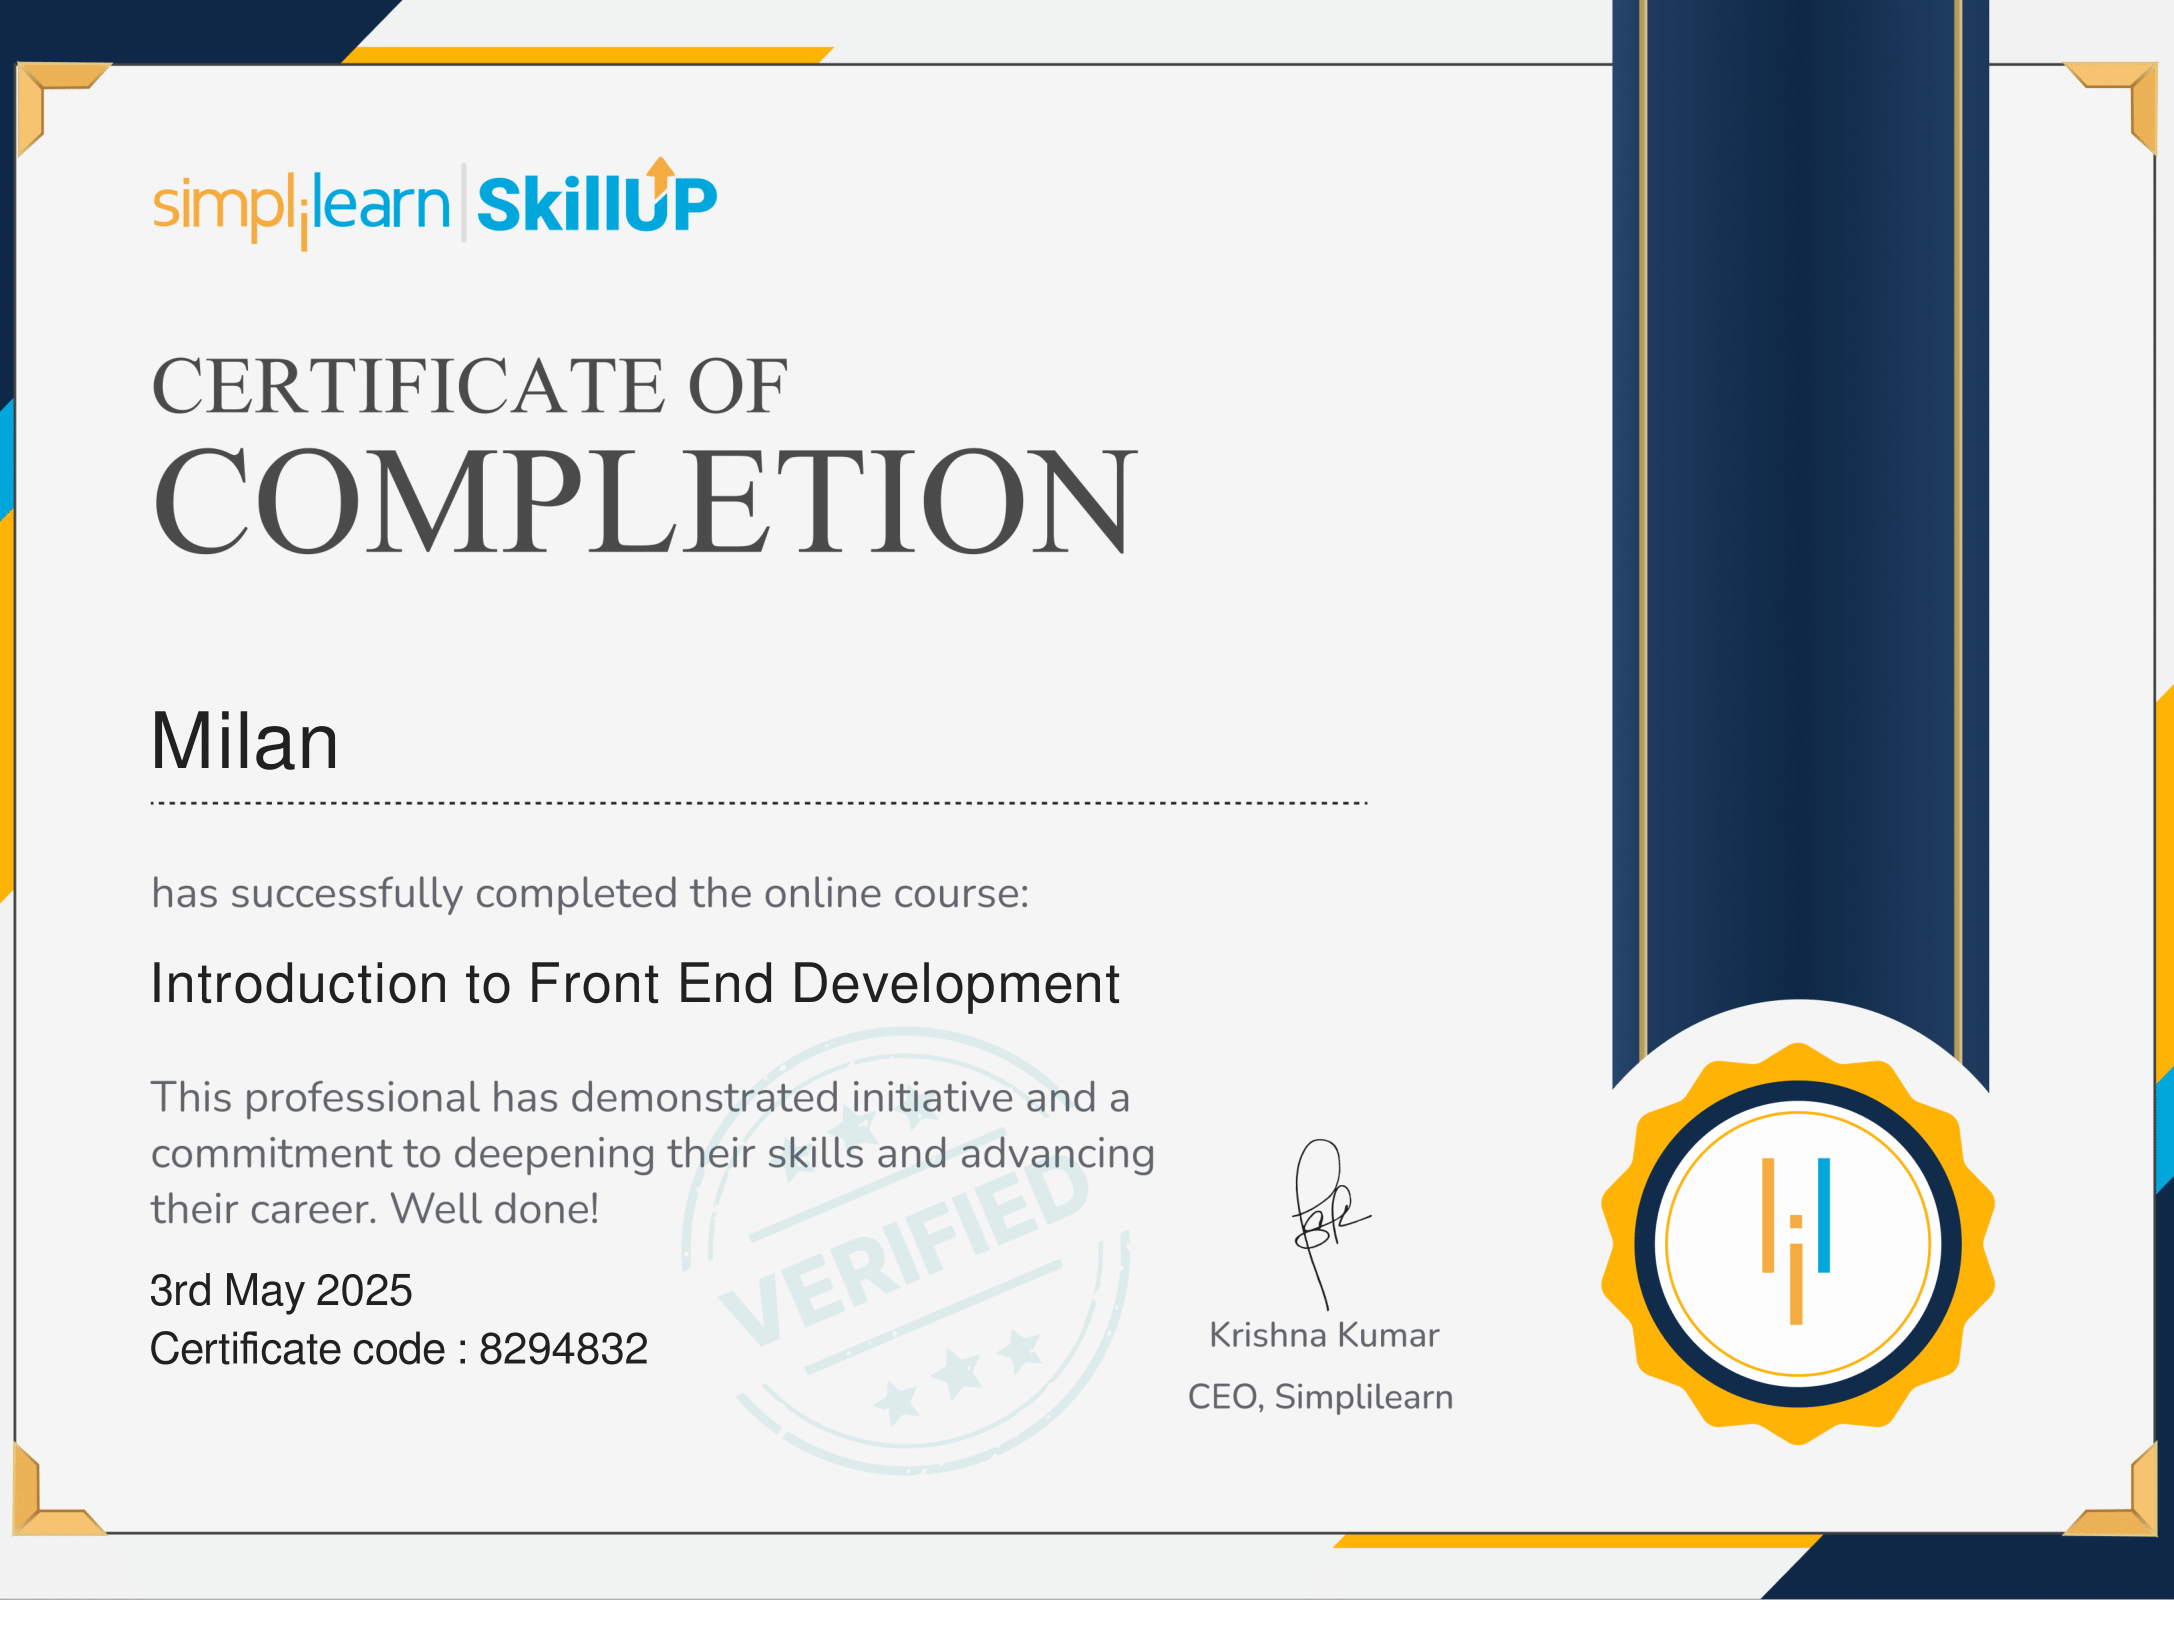 simplilearn | SkillUP
CERTIFICATE OF
COMPLETION
Milan
has successfully completed the online course:
Introduction to Front End Development
This professional has demonstrated initiative and a
commitment to deepening their skills and advancing
their career. Well done!
VERIFIED
3rd May 2025
Certificate code : 8294832
Krishna Kumar
CEO, Simplilearn